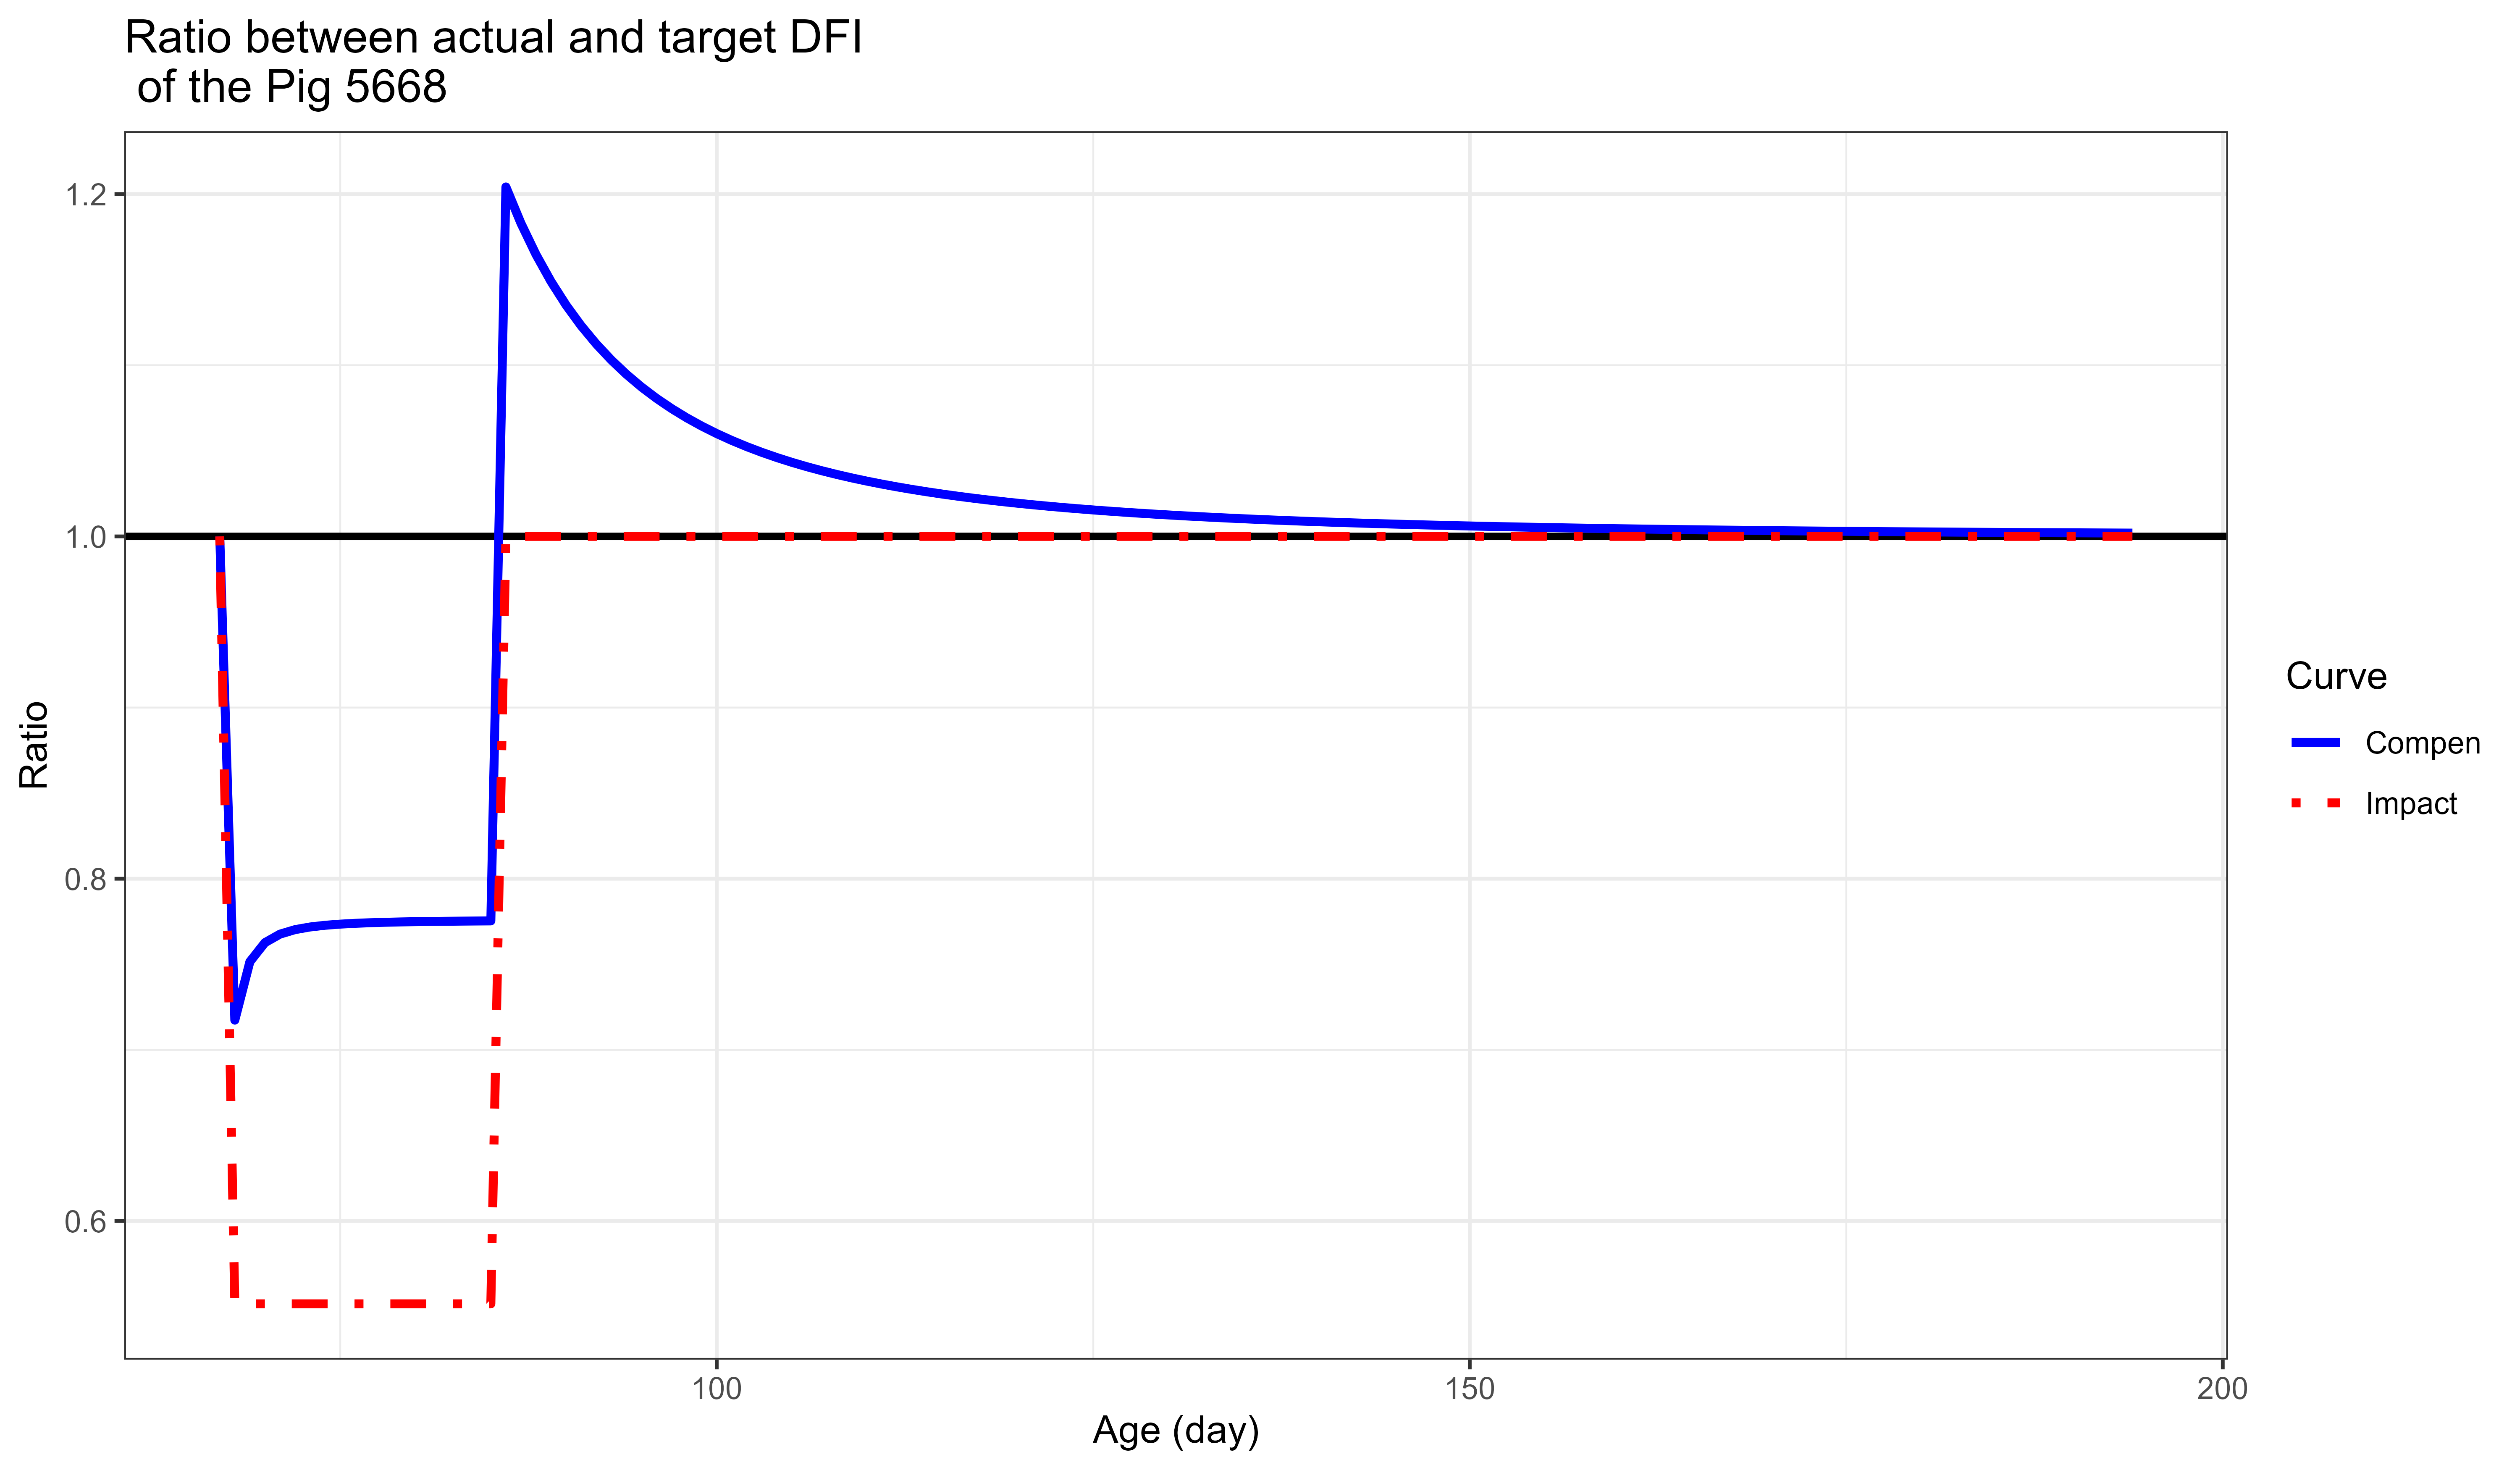 Ratio between actual and target DFI
of the Pig 5668
1.2
1.0
0.8
0.6
Ratio
100
150
200
Age (day)
Curve
Compen
Impact